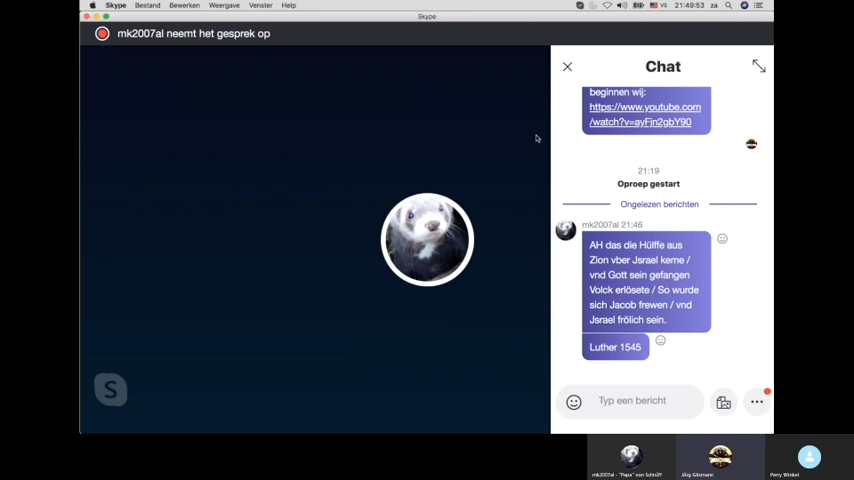 Skype Bestand Bewerken Weergave Venster Help
21:49:53 za
Skype
mk2007al neemt het gesprek op
Chat
beginnen wij:
https://www.youtube.com
/watch?v=ayFjn2gbY90
21:19
Oproep gestart
Ongelezen berichten
mk2007al 21:46
AH das die Hülffe aus
Zion vber Jsrael keme /
vnd Gott sein gefangen
Volck erlösete / So wurde
sich Jacob frewen / vnd
Jsrael frölich sein.
Luther 1545
S
Typ een bericht
mk2007al - "Papa" van
Perry Winkel